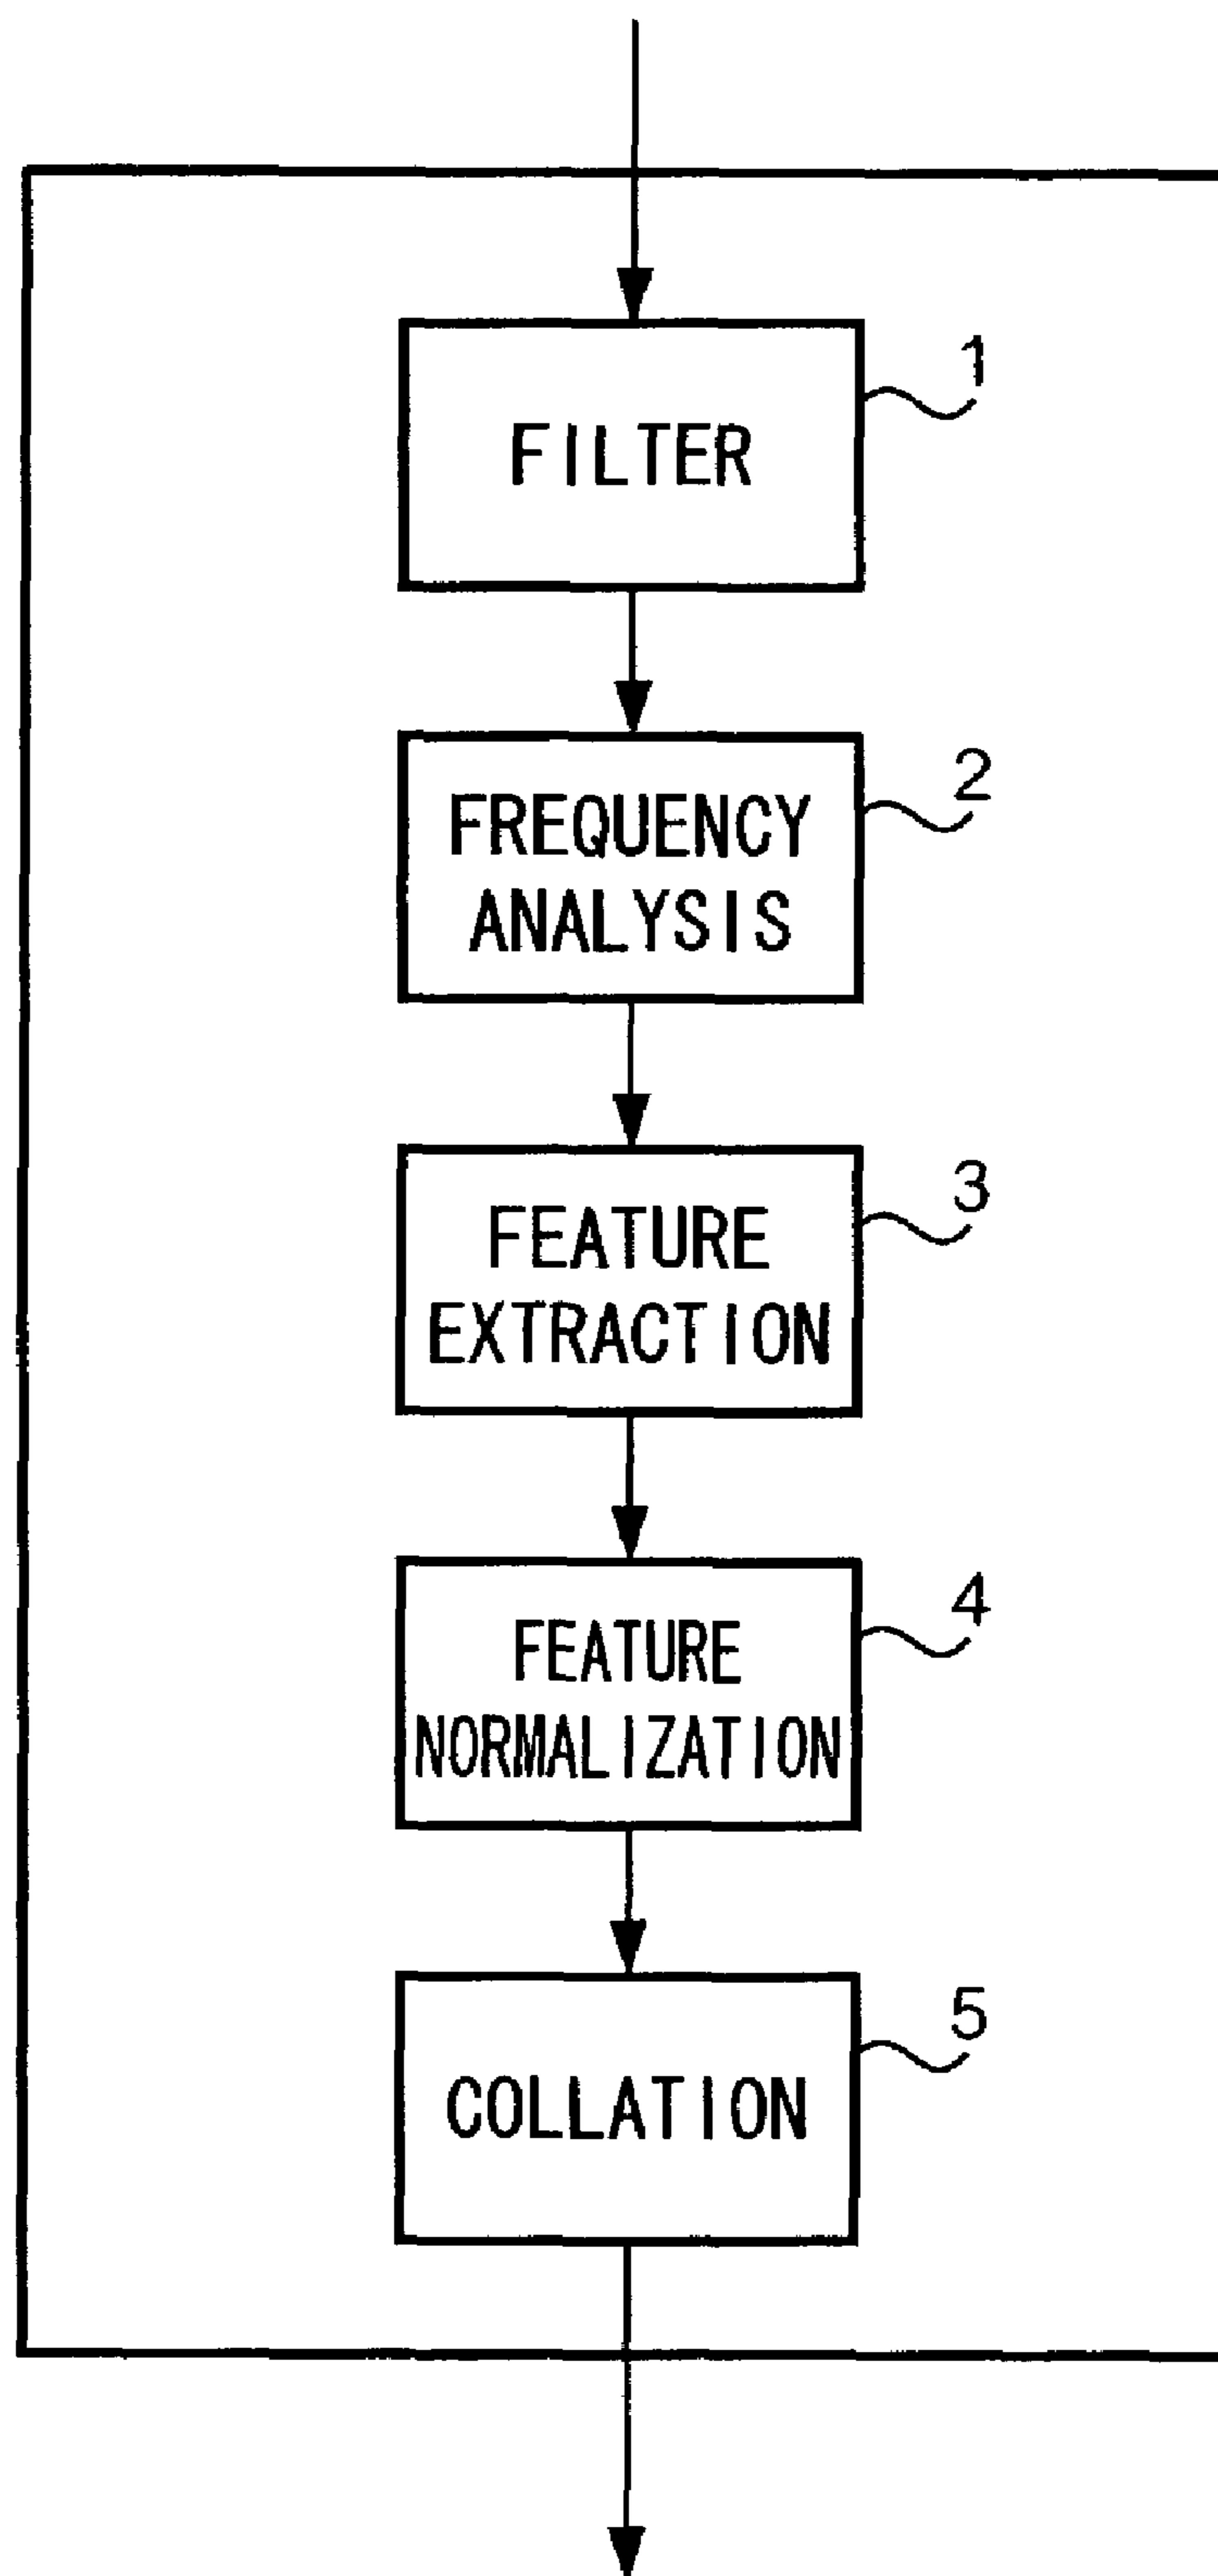 FILTER
1
FREQUENCY
ANALYSIS
2
FEATURE
EXTRACTION
3
FEATURE
NORMALIZATION
4
COLLATION
5